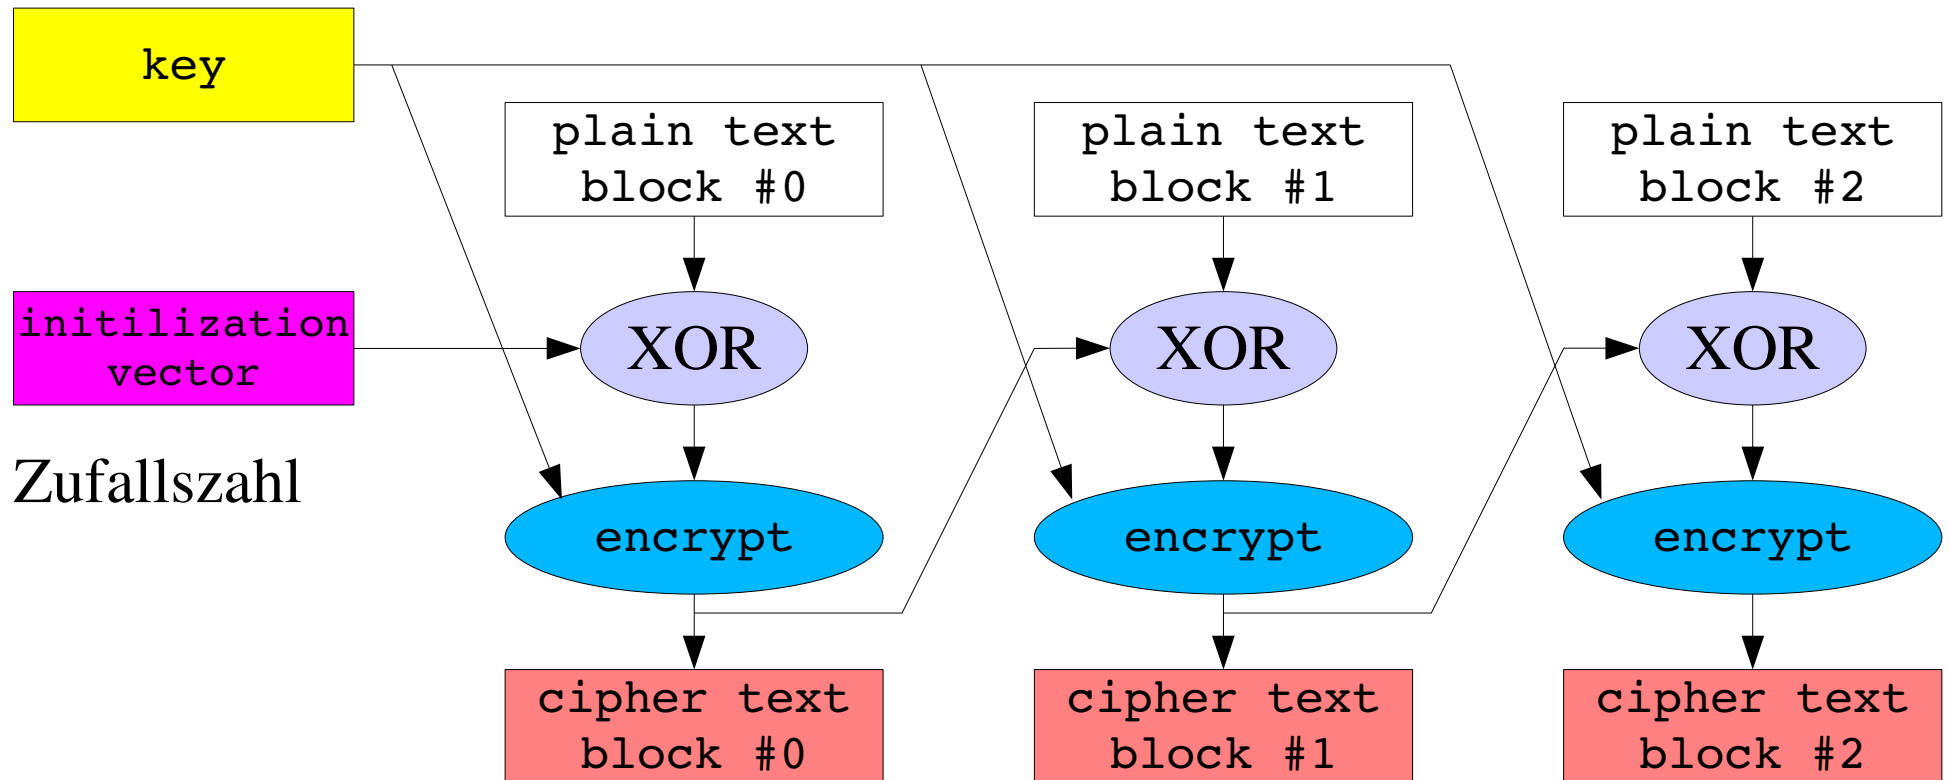 key
plain text
block #0
plain text
block #1
plain text
block #2
initilization
vector
XOR
XOR
XOR
Zufallszahl
encrypt
encrypt
encrypt
cipher text
block #0
cipher text
block #1
cipher text
block #2